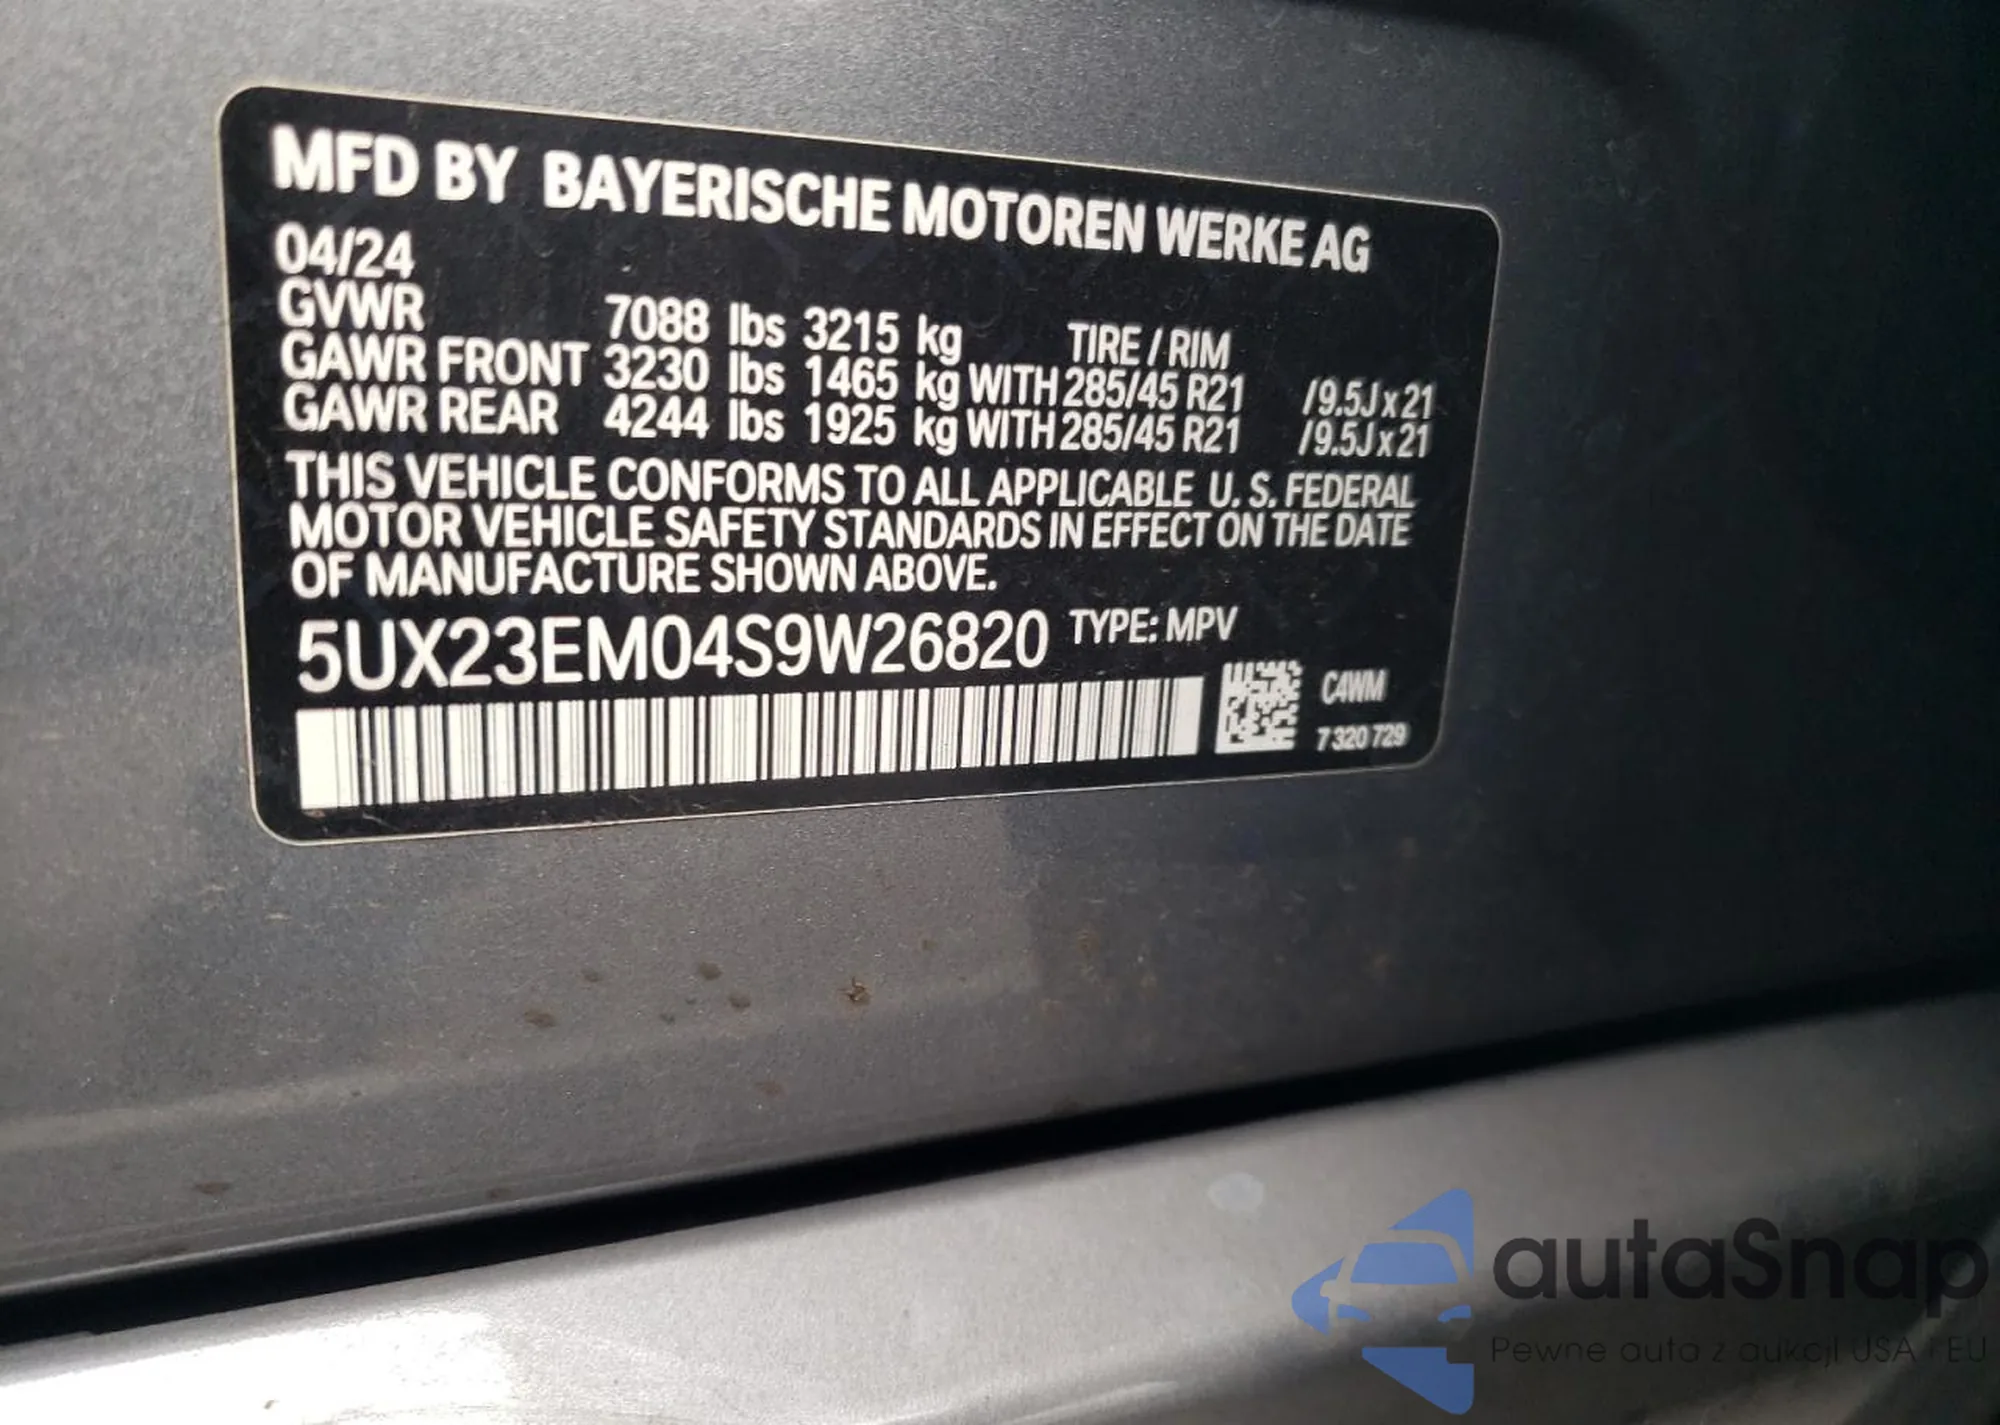 MFD BY BAYERISCHE MOTOREN WERKE AG
04/24
GVWR 7088 lbs 3215 kg TIRE / RIM
GAWR FRONT 3230 lbs 1465 kg WITH 285/45 R21 /9.5J x 21
GAWR REAR 4244 lbs 1925 kg WITH 285/45 R21 /9.5J x 21
THIS VEHICLE CONFORMS TO ALL APPLICABLE U. S. FEDERAL
MOTOR VEHICLE SAFETY STANDARDS IN EFFECT ON THE DATE
OF MANUFACTURE SHOWN ABOVE.
5UX23EM04S9W26820 TYPE: MPV
C4WM
7 320 729
autaSnap
Pewne auta z aukcji USA i EU